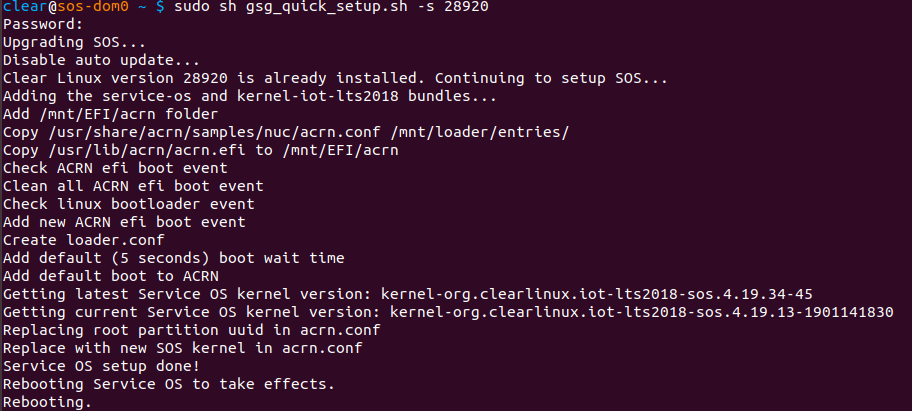 clear@sos-dom0 ~ $ sudo sh gsg_quick_setup.sh -s 28920
Password:
Upgrading SOS...
Disable auto update...
Clear Linux version 28920 is already installed. Continuing to setup SOS...
Adding the service-os and kernel-iot-lts2018 bundles...
Add /mnt/EFI/acrn folder
Copy /usr/share/acrn/samples/nuc/acrn.conf /mnt/loader/entries/
Copy /usr/lib/acrn/acrn.efi to /mnt/EFI/acrn
Check ACRN efi boot event
Clean all ACRN efi boot event
Check linux bootloader event
Add new ACRN efi boot event
Create loader.conf
Add default (5 seconds) boot wait time
Add default boot to ACRN
Getting latest Service OS kernel version: kernel-org.clearlinux.iot-lts2018-sos.4.19.34-45
Getting current Service OS kernel version: kernel-org.clearlinux.iot-lts2018-sos.4.19.13-1901141830
Replacing root partition uuid in acrn.conf
Replace with new SOS kernel in acrn.conf
Service OS setup done!
Rebooting Service OS to take effects.
Rebooting.